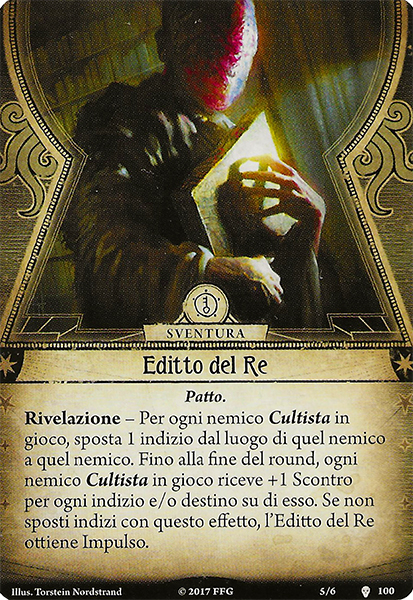 SVENTURA
Editto del Re
Patto.
Rivelazione – Per ogni nemico Cultista in
gioco, sposta 1 indizio dal luogo di quel nemico
a quel nemico. Fino alla fine del round, ogni
nemico Cultista in gioco riceve +1 Scontro
per ogni indizio e/o destino su di esso. Se non
sposti indizi con questo effetto, l’Editto del Re
ottiene Impulso.
Illus. Torstein Nordstrand © 2017 FFG 5/6 100